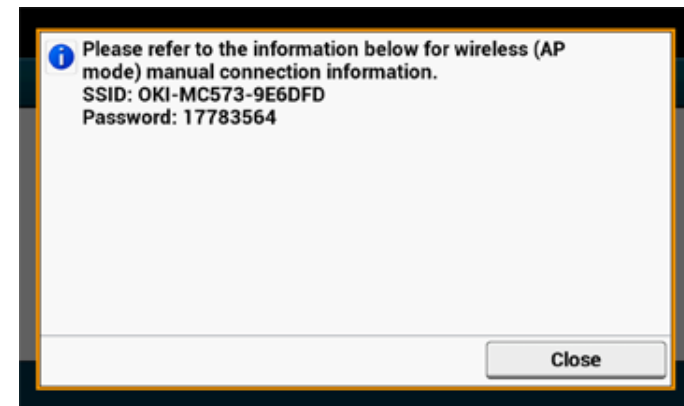 Please refer to the information below for wireless (AP
mode) manual connection information.
SSID: OKI-MC573-9E6DFD
Password: 17783564
Close